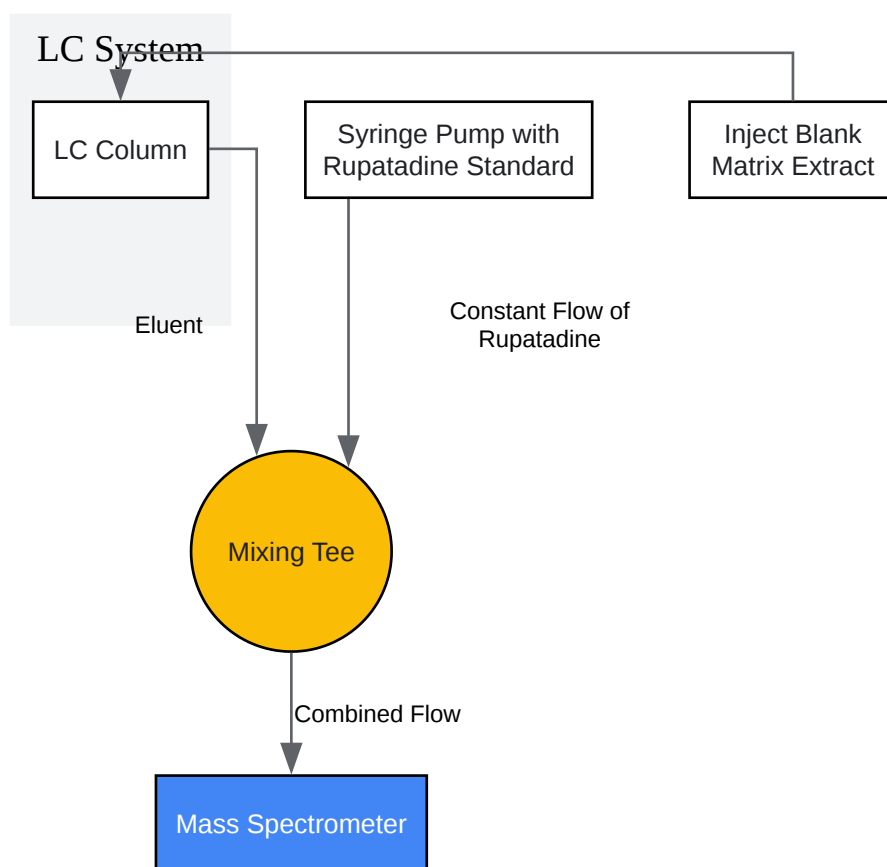 LC System
LC Column
Syringe Pump with
Rupatadine Standard
Inject Blank
Matrix Extract
Eluent
Constant Flow of
Rupatadine
Mixing Tee
Combined Flow
Mass Spectrometer